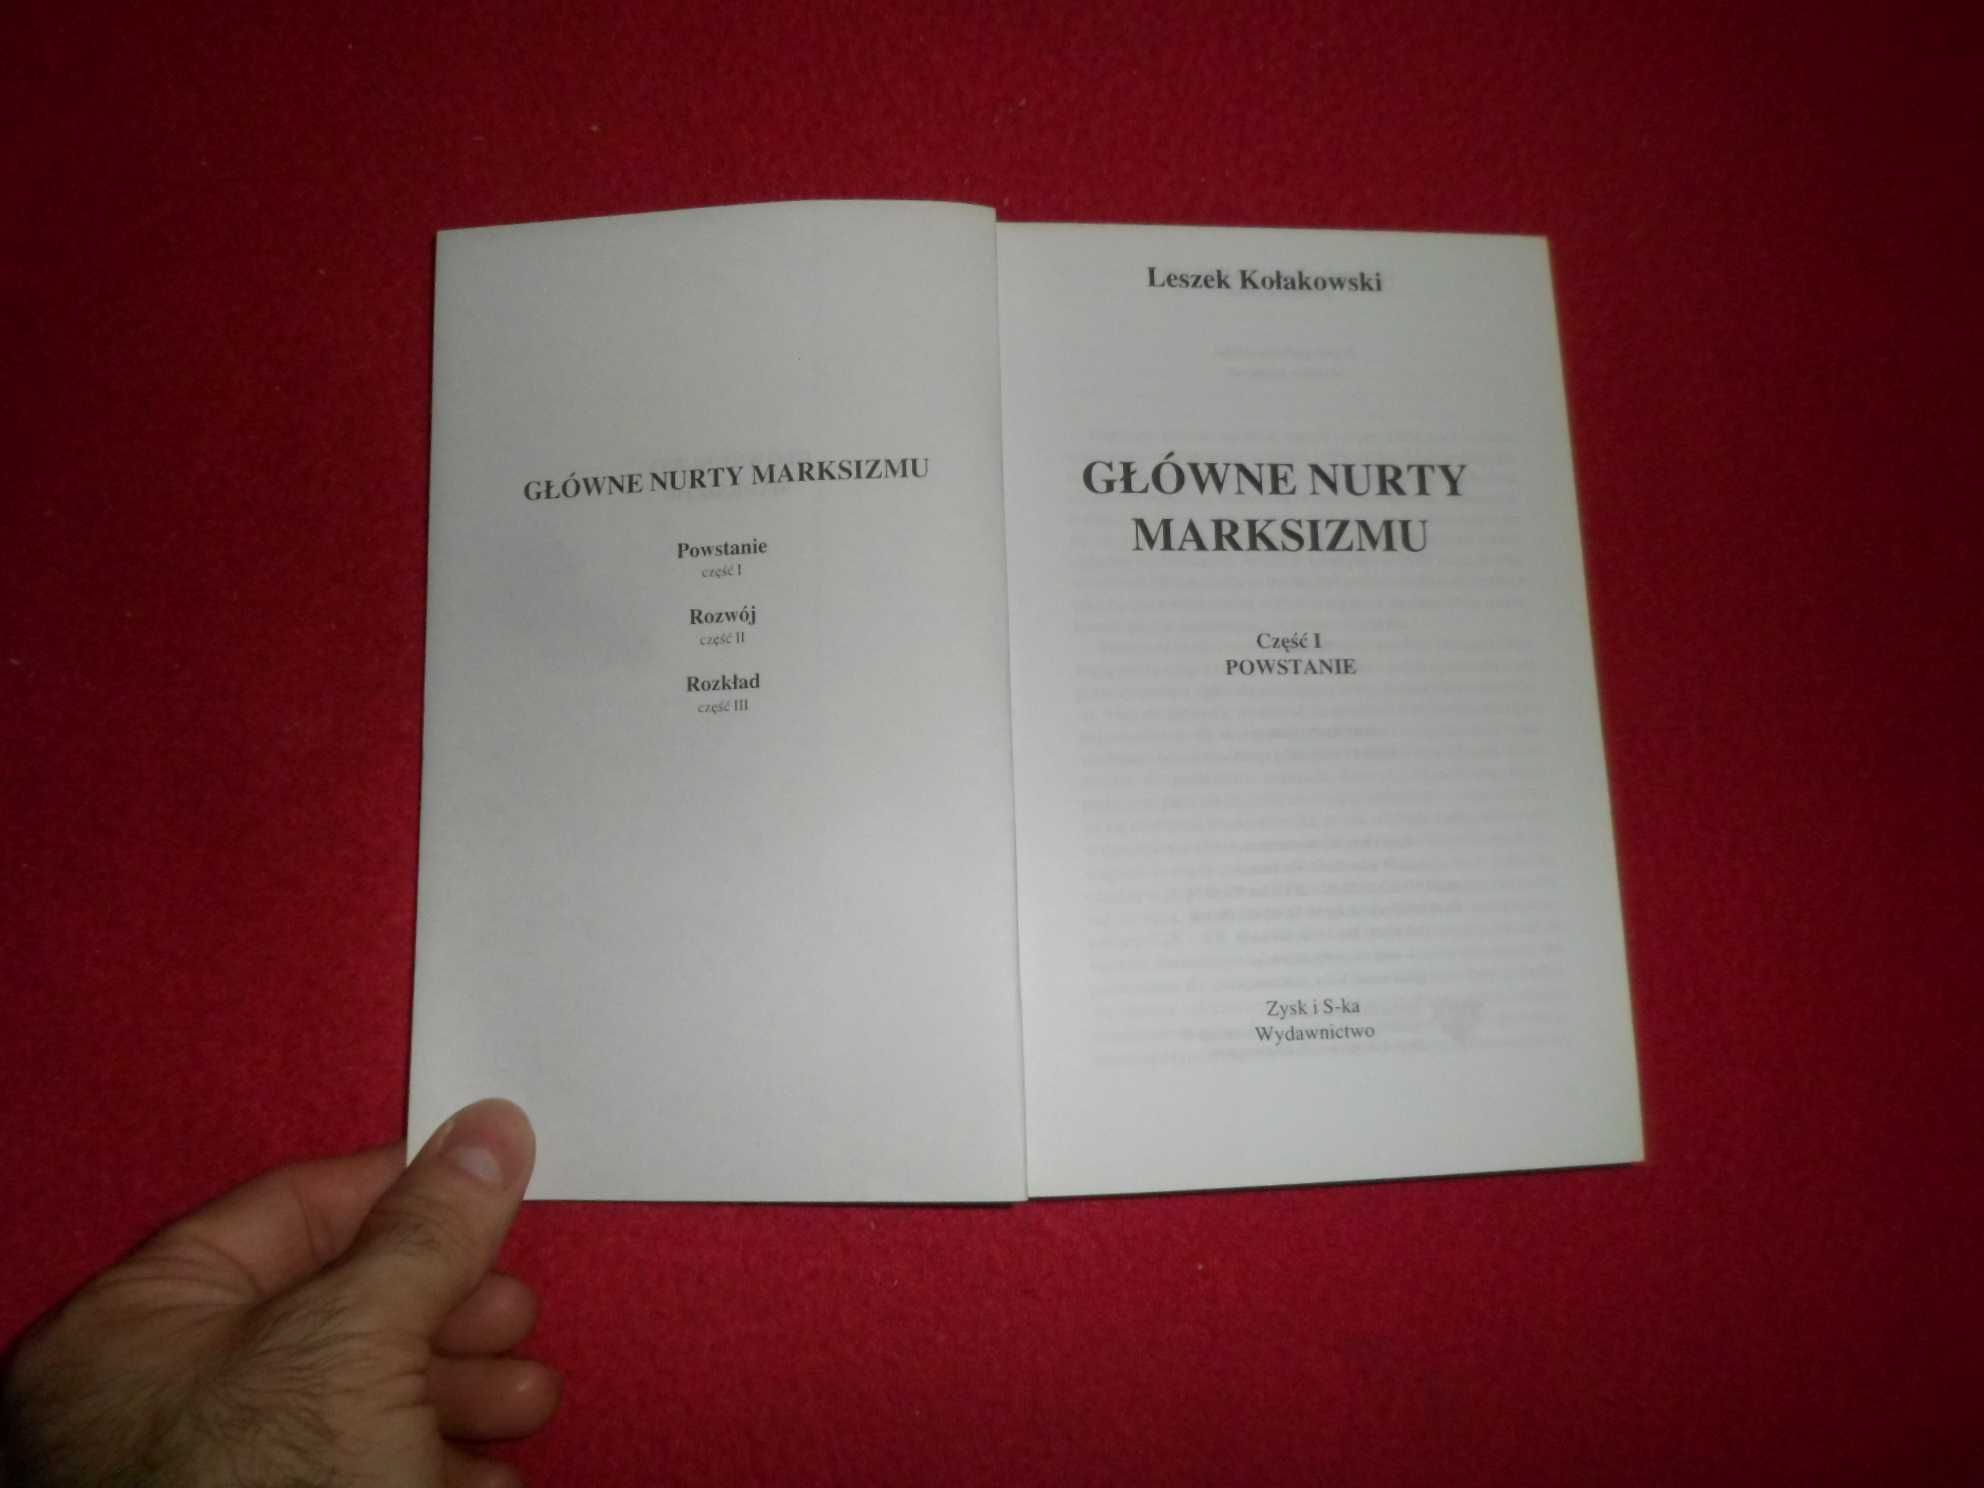 GŁÓWNE NURTY MARKSIZMU
Powstanie
część I
Rozwój
część II
Rozkład
część III
Leszek Kołakowski
GŁÓWNE NURTY
MARKSIZMU
Część I
POWSTANIE
Zysk i S-ka
Wydawnictwo